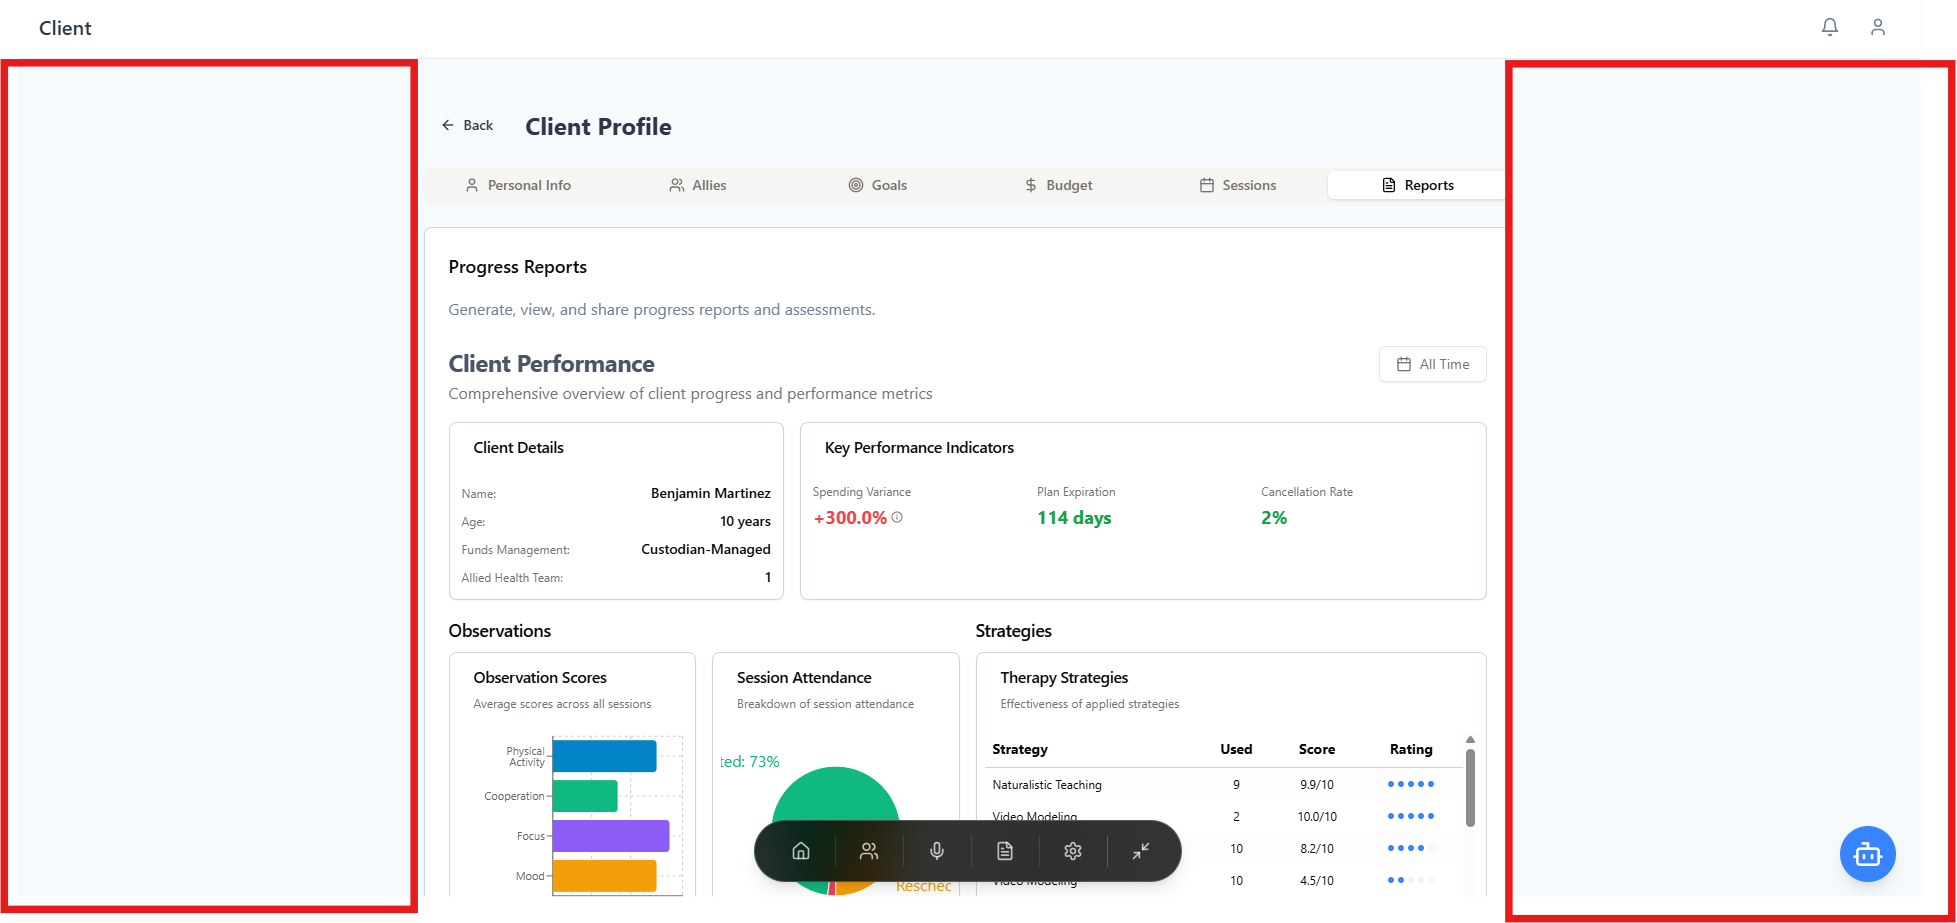 Client
Back
Client Profile
Personal Info
Allies
Goals
Budget
Sessions
Reports
Progress Reports
Generate, view, and share progress reports and assessments.
Client Performance
All Time
Comprehensive overview of client progress and performance metrics
Client Details
Name: Benjamin Martinez
Age: 10 years
Funds Management: Custodian-Managed
Allied Health Team: 1
Key Performance Indicators
Spending Variance
+300.0%
Plan Expiration
114 days
Cancellation Rate
2%
Observations
Observation Scores
Average scores across all sessions
Physical
Activity
Cooperation
Focus
Mood
Session Attendance
Breakdown of session attendance
ted: 73%
Resched
Strategies
Therapy Strategies
Effectiveness of applied strategies
Strategy Used Score Rating
Naturalistic Teaching 9 9.9/10
Video Modeling 2 10.0/10
10 8.2/10
Video Modeling 10 4.5/10